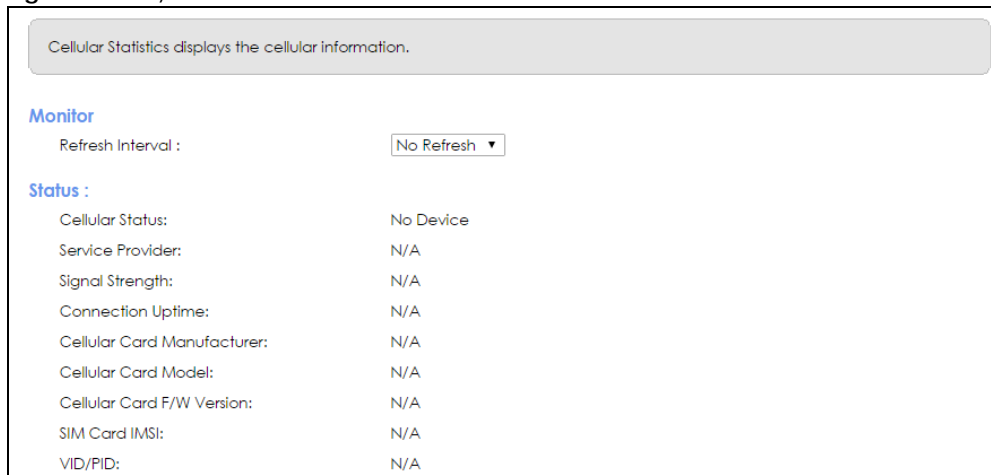 Cellular Statistics displays the cellular information.
Monitor
Refresh Interval : No Refresh ▼
Status :
Cellular Status: No Device
Service Provider: N/A
Signal Strength: N/A
Connection Uptime: N/A
Cellular Card Manufacturer: N/A
Cellular Card Model: N/A
Cellular Card F/W Version: N/A
SIM Card IMSI: N/A
VID/PID: N/A